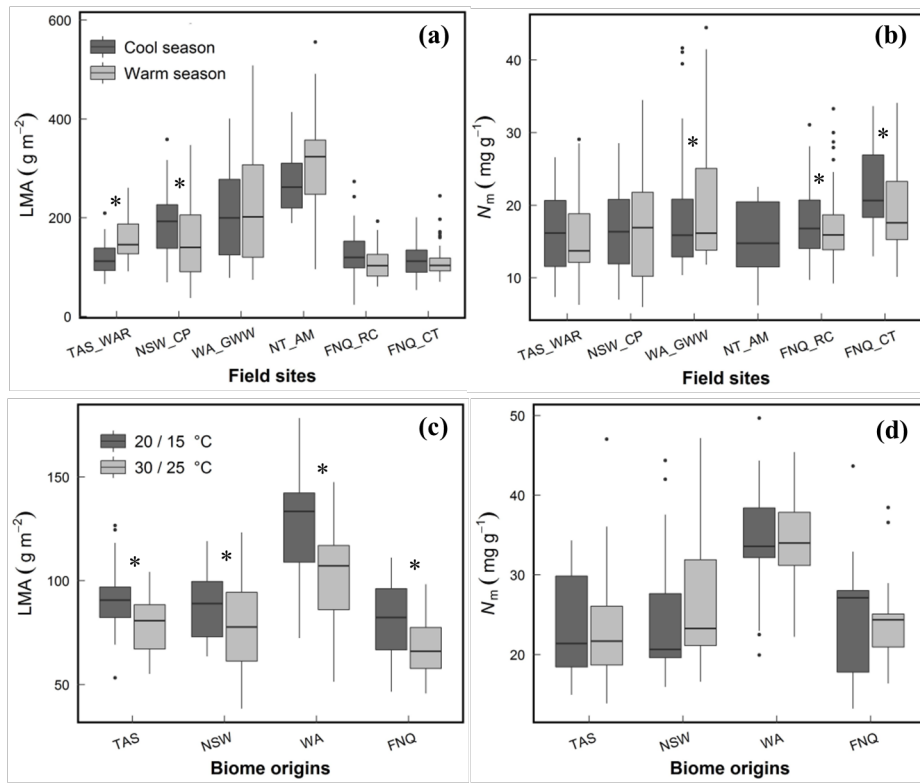 (a)
600
400
200
0
LMA ( g m−2)
Cool season
Warm season
*
*
TAS_WAR
NSW_CP
WA_GWW
NT_AM
FNQ_RC
FNQ_CT
Field sites
(b)
40
30
20
10
Nm ( mg g−1)
*
*
*
TAS_WAR
NSW_CP
WA_GWW
NT_AM
FNQ_RC
FNQ_CT
Field sites
(c)
150
100
50
LMA ( g m−2)
20 / 15 °C
30 / 25 °C
*
*
*
*
TAS
NSW
WA
FNQ
Biome origins
(d)
50
40
30
20
Nm ( mg g−1)
TAS
NSW
WA
FNQ
Biome origins